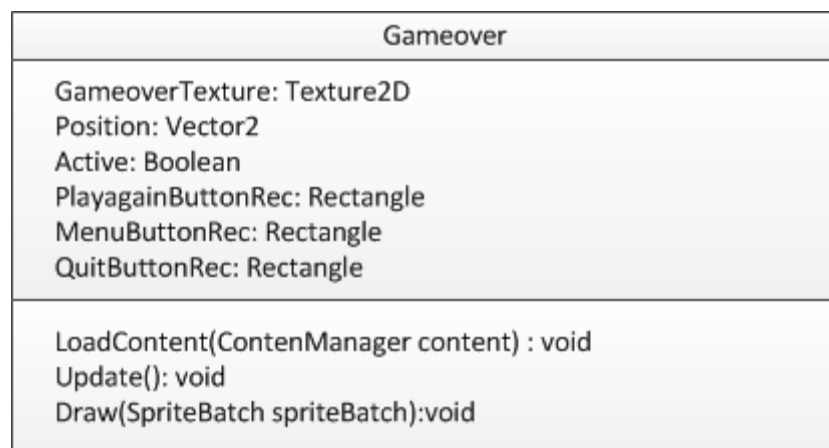 Gameover
GameoverTexture: Texture2D
Position: Vector2
Active: Boolean
PlayagainButtonRec: Rectangle
MenuButtonRec: Rectangle
QuitButtonRec: Rectangle
LoadContent(ContenManager content) : void
Update(): void
Draw(SpriteBatch spriteBatch):void